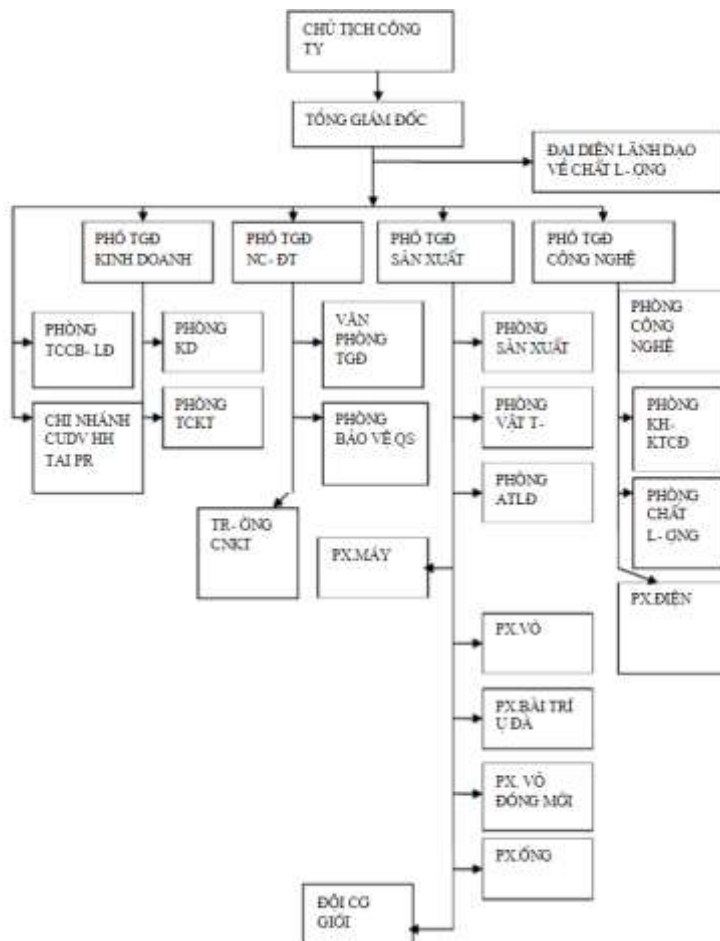 CHỦ TỊCH CÔNG
TY
TỔNG GIÁM ĐỐC
ĐẠI DIỆN LÃNH DẠO
VỀ CHẤT L- ƠNG
PHÓ TGĐ
KINH DOANH
PHÓ TGĐ
NC- ĐT
PHÓ TGĐ
SẢN XUẤT
PHÓ TGĐ
CÔNG NGHỆ
PHÒNG
TCCB- LĐ
PHÒNG
KD
VĂN
PHÒNG
TGĐ
PHÒNG
SẢN XUẤT
PHÒNG
CÔNG
NGHỆ
CHI NHÁNH
CUDV HH
TAI PR
PHÒNG
TCKT
PHÒNG
BẢO VỆ QS
PHÒNG
VẬT T-
PHÒNG
KH-
KTCĐ
PHÒNG
ATLĐ
PHÒNG
CHẤT
L- ƠNG
TR- ỜNG
CNKT
PX.MÁY
PX.ĐIỆN
PX.VỎ
PX.BÀI TRÍ
Ụ ĐÀ
PX. VỎ
ĐÓNG MỚI
PX.ỐNG
ĐỘI CG
GIỚI